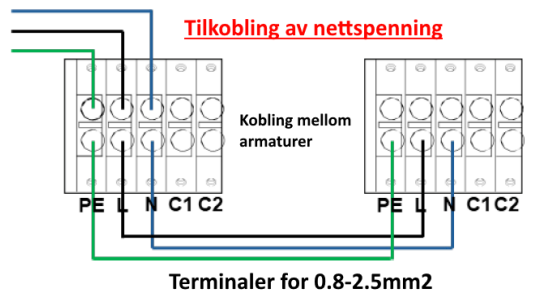 Tilkobling av nettspenning
Kobling mellom
armaturer
PE L N C1 C2
PE L N C1 C2
Terminaler for 0.8-2.5mm2